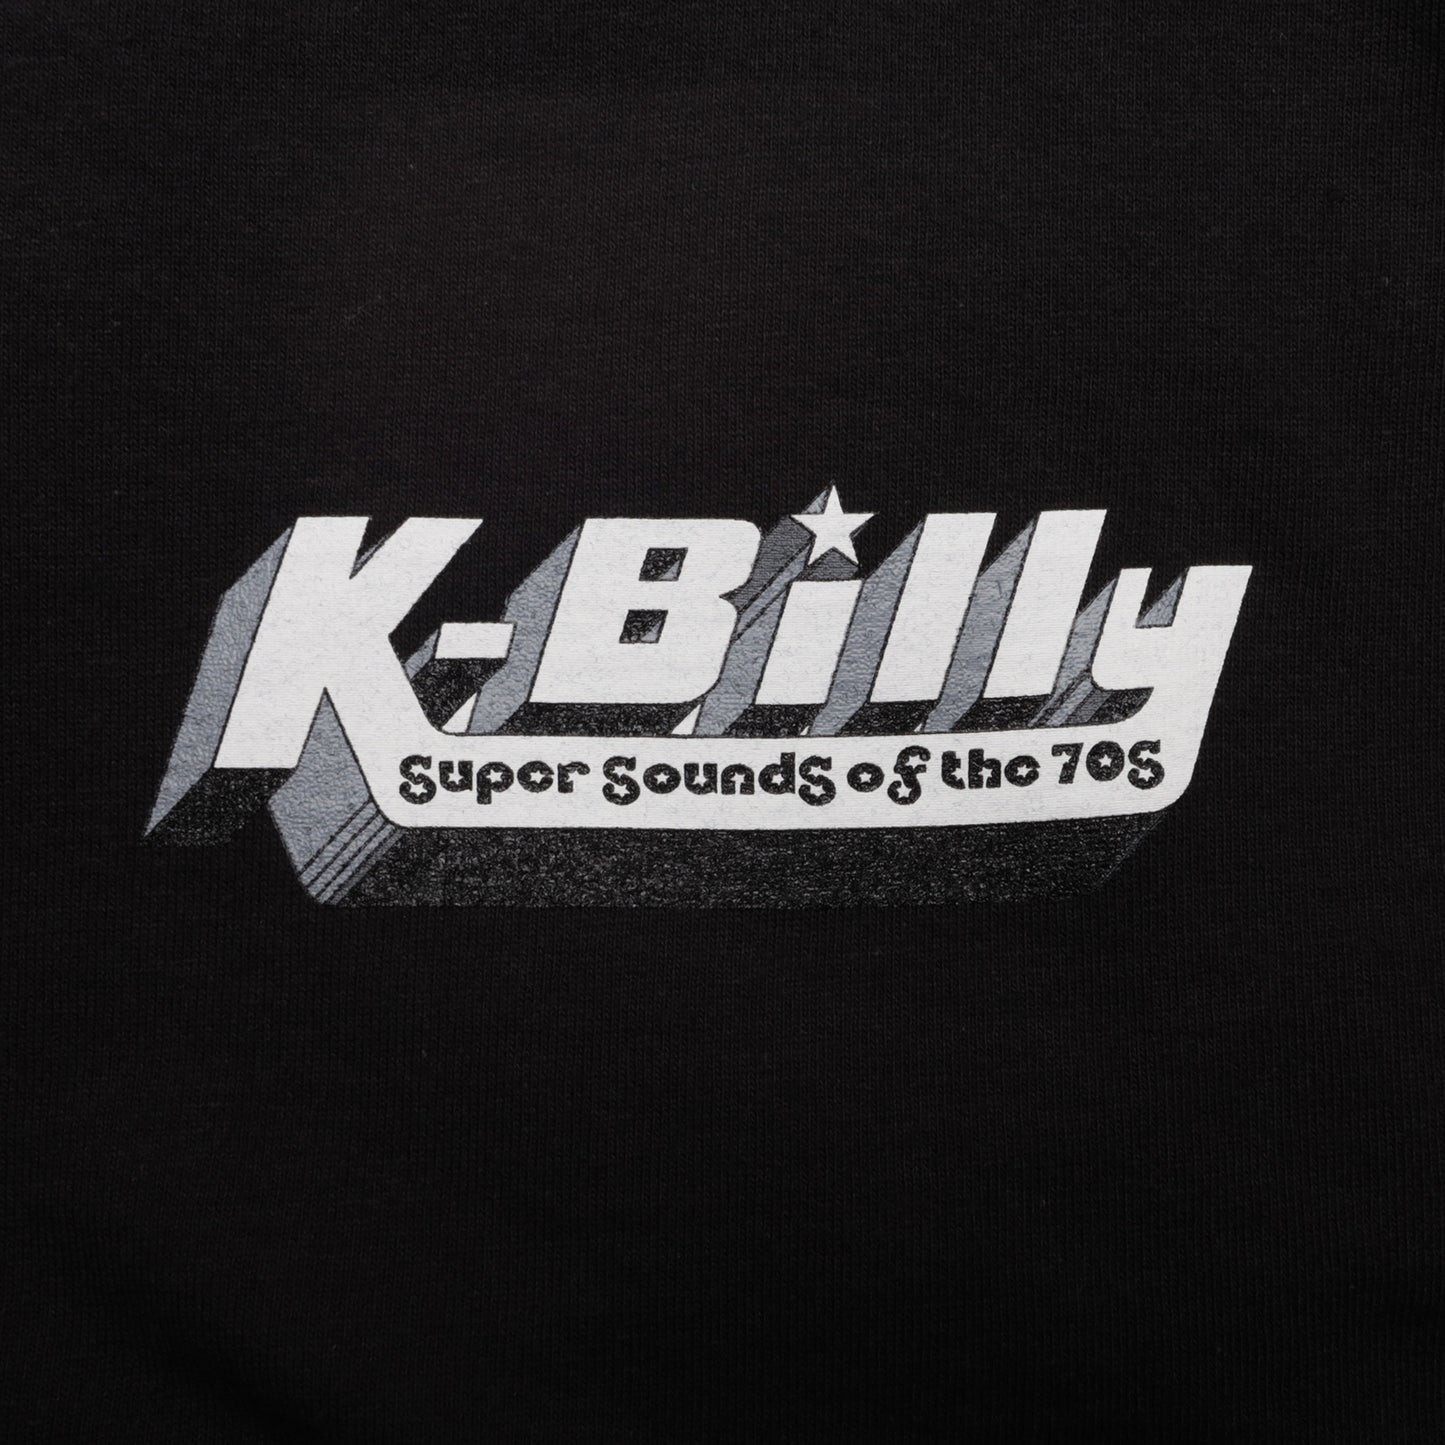 K-Billy
Super Sounds of the 70s